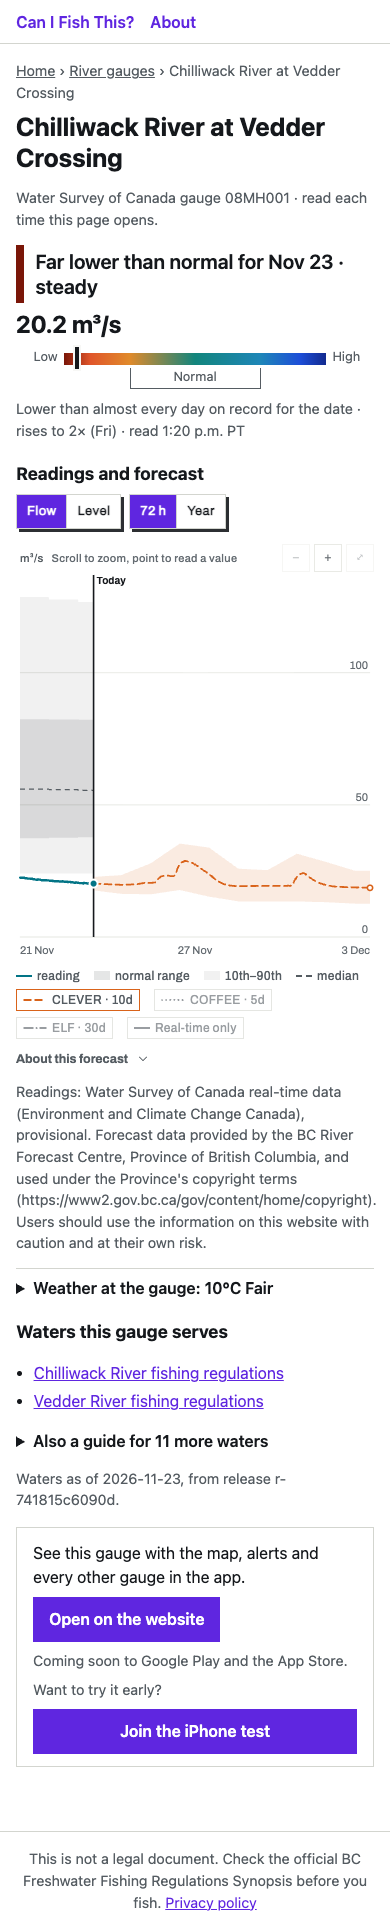 Can I Fish This? About
Home › River gauges › Chilliwack River at Vedder
Crossing
Chilliwack River at Vedder
Crossing
Water Survey of Canada gauge 08MH001 · read each
time this page opens.
Far lower than normal for Nov 23 ·
steady
20.2 m³/s
Low High
Normal
Lower than almost every day on record for the date ·
rises to 2× (Fri) · read 1:20 p.m. PT
Readings and forecast
Flow Level 72 h Year
m³/s Scroll to zoom, point to read a value − + ⤢
Today
100
50
0
21 Nov 27 Nov 3 Dec
reading normal range 10th–90th median
CLEVER · 10d COFFEE · 5d
ELF · 30d Real-time only
About this forecast
Readings: Water Survey of Canada real-time data
(Environment and Climate Change Canada),
provisional. Forecast data provided by the BC River
Forecast Centre, Province of British Columbia, and
used under the Province's copyright terms
(https://www2.gov.bc.ca/gov/content/home/copyright).
Users should use the information on this website with
caution and at their own risk.
▶ Weather at the gauge: 10°C Fair
Waters this gauge serves
• Chilliwack River fishing regulations
• Vedder River fishing regulations
▶ Also a guide for 11 more waters
Waters as of 2026-11-23, from release r-
741815c6090d.
See this gauge with the map, alerts and
every other gauge in the app.
Open on the website
Coming soon to Google Play and the App Store.
Want to try it early?
Join the iPhone test
This is not a legal document. Check the official BC
Freshwater Fishing Regulations Synopsis before you
fish. Privacy policy